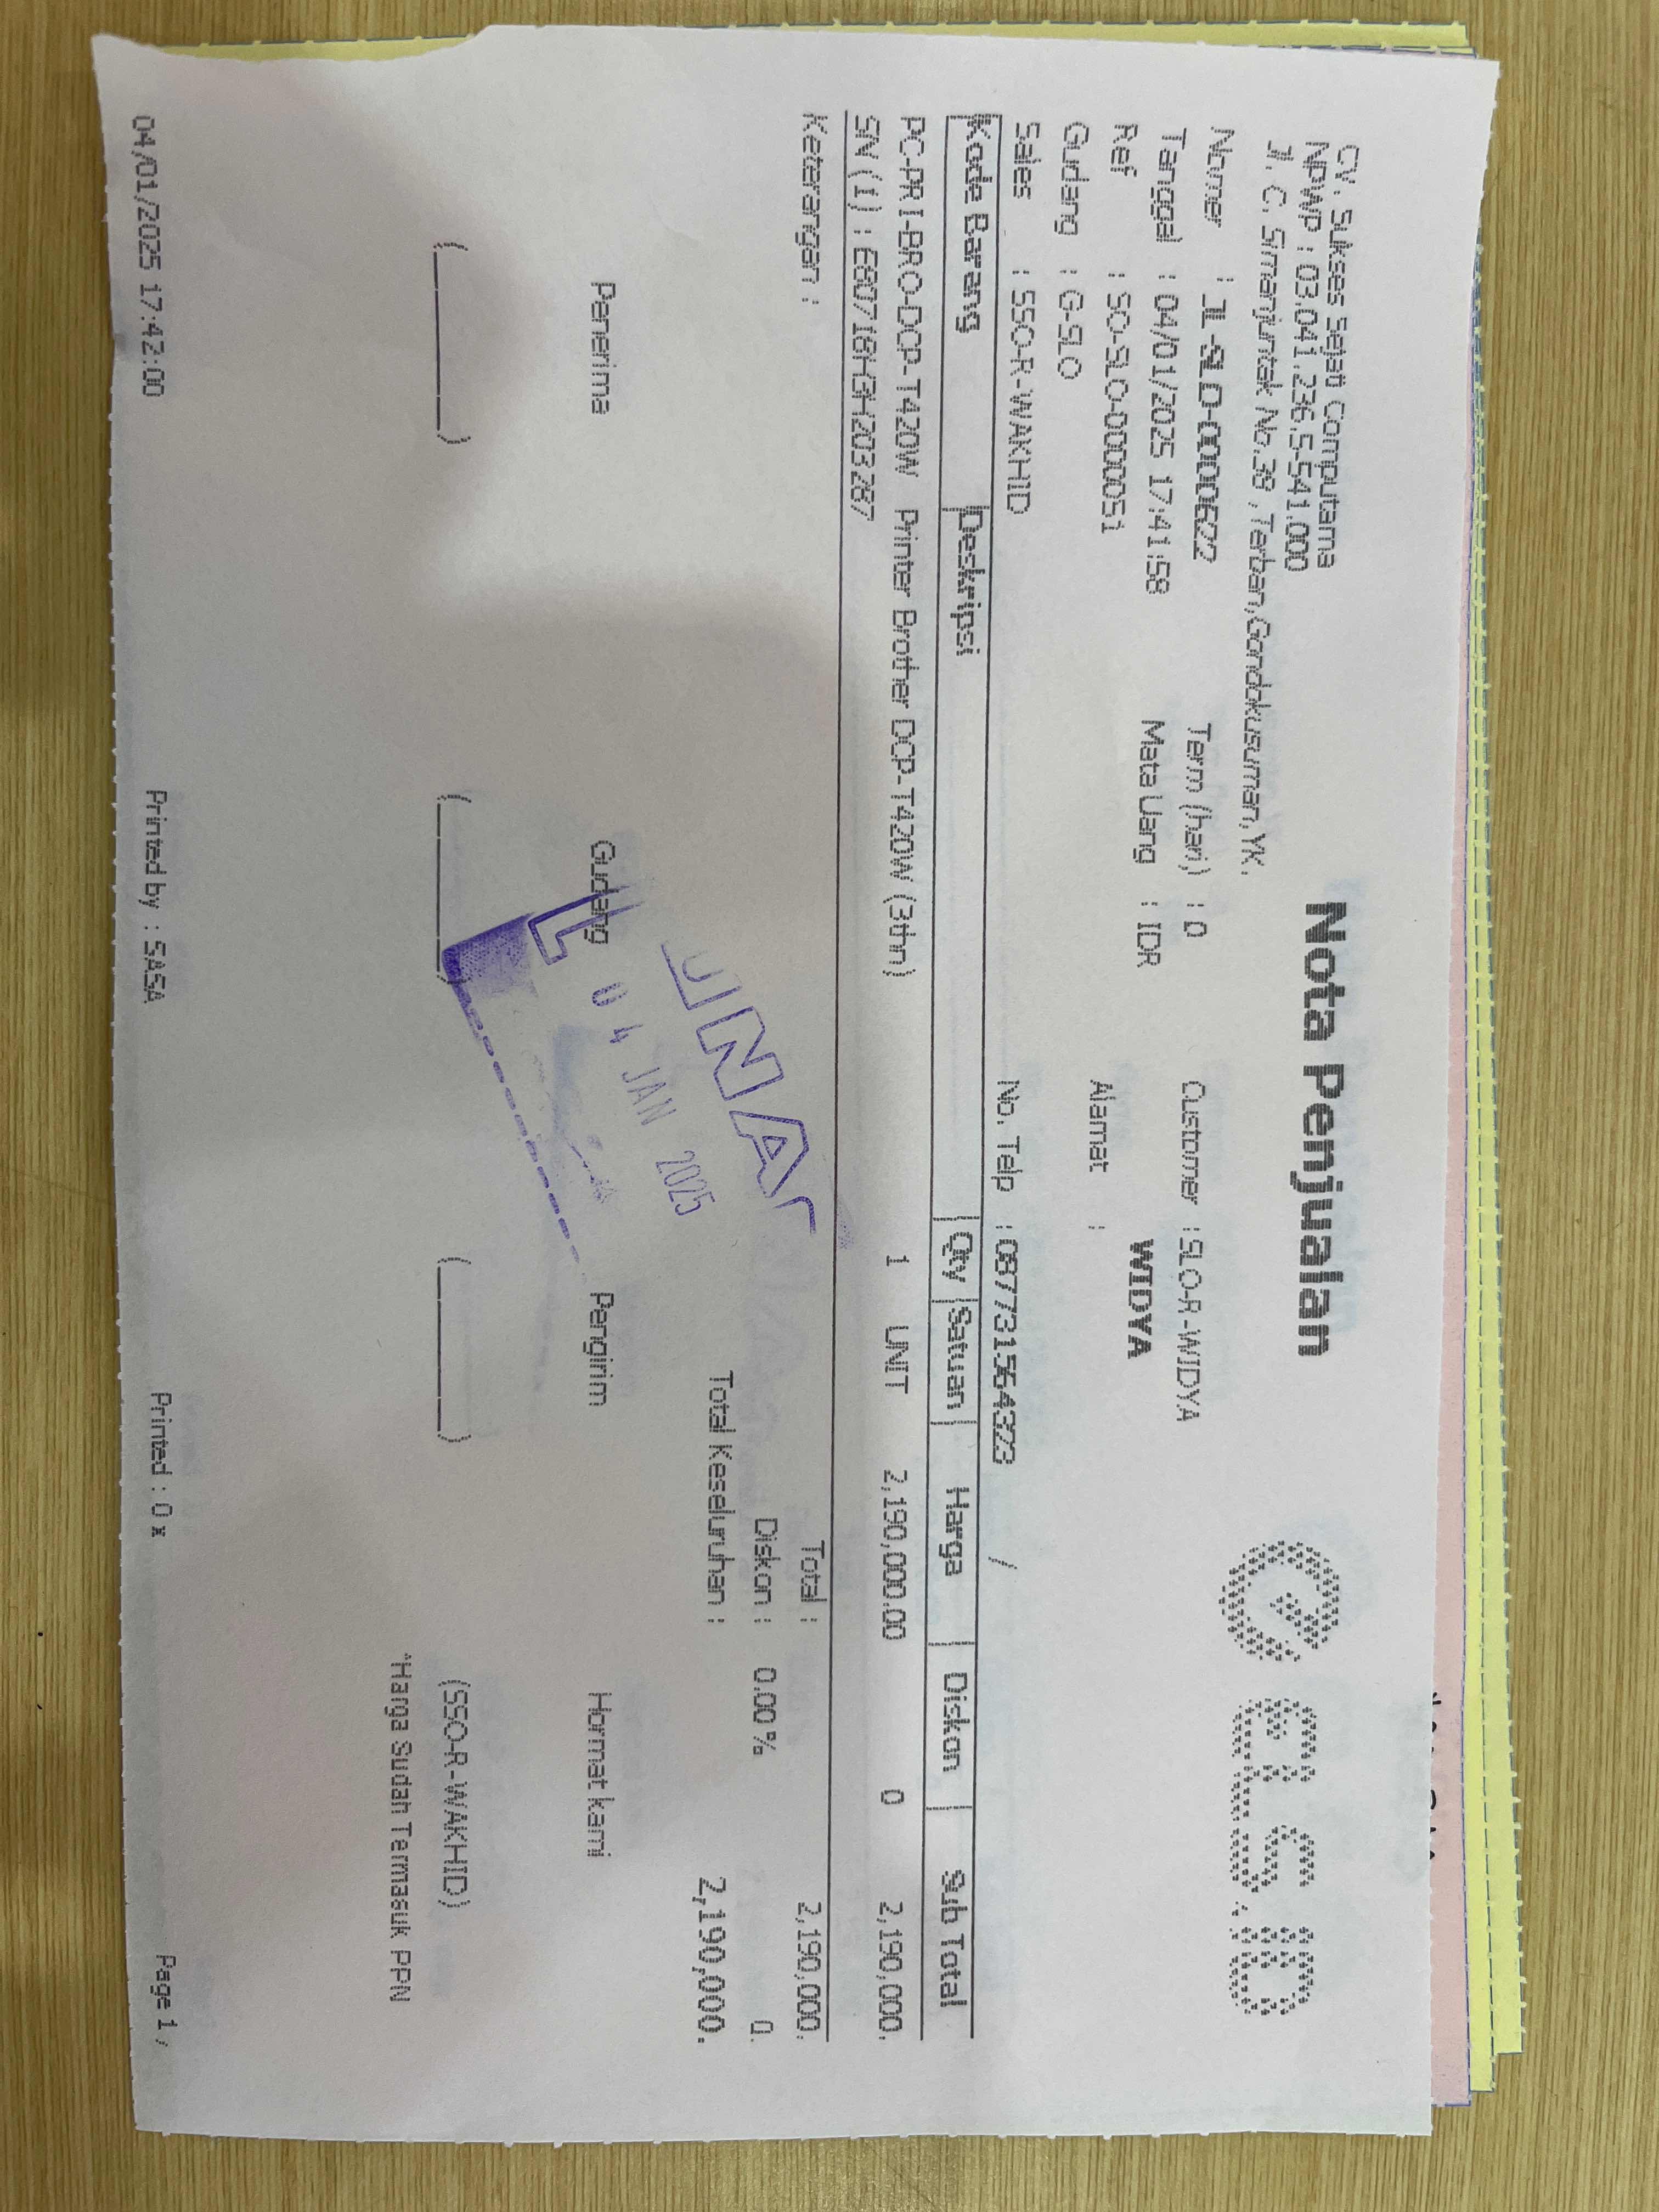 CV. Sukses Sejati Computama
NPWP : 03.041.236.5-541.000
Jl. C. Simanjuntak No.38 , Terban,Gondokusuman,YK.
Nota Penjualan
ELS.ID
Nomer : JL-SLO-0000622
Tanggal : 04/01/2025 17:41:58
Ref : SO-SLO-0000051
Gudang : G-SLO
Sales : SSO-R-WAKHID
Term (hari) : 0
Mata Uang : IDR
Customer : SLO-R-WIDYA
WIDYA
Alamat :
No. Telp : 087731564323 /
Kode Barang Deskripsi Qty Satuan Harga Diskon Sub Total
PC-PRI-BRO-DCP-T420W Printer Brother DCP-T420W (3thn) 1 UNIT 2,190,000.00 0 2,190,000.
SN (1) : E80718H3H203287
Keterangan :
Total : 2,190,000.
Diskon : 0.00 % 0.
Total Keseluruhan : 2,190,000.
UNA
04 JAN 2025
L
Penerima Gudang Pengirim Hormat kami
(SSO-R-WAKHID)
*Harga Sudah Termasuk PPN
04/01/2025 17:42:00 Printed by : SASA Printed : 0 x Page 1 /